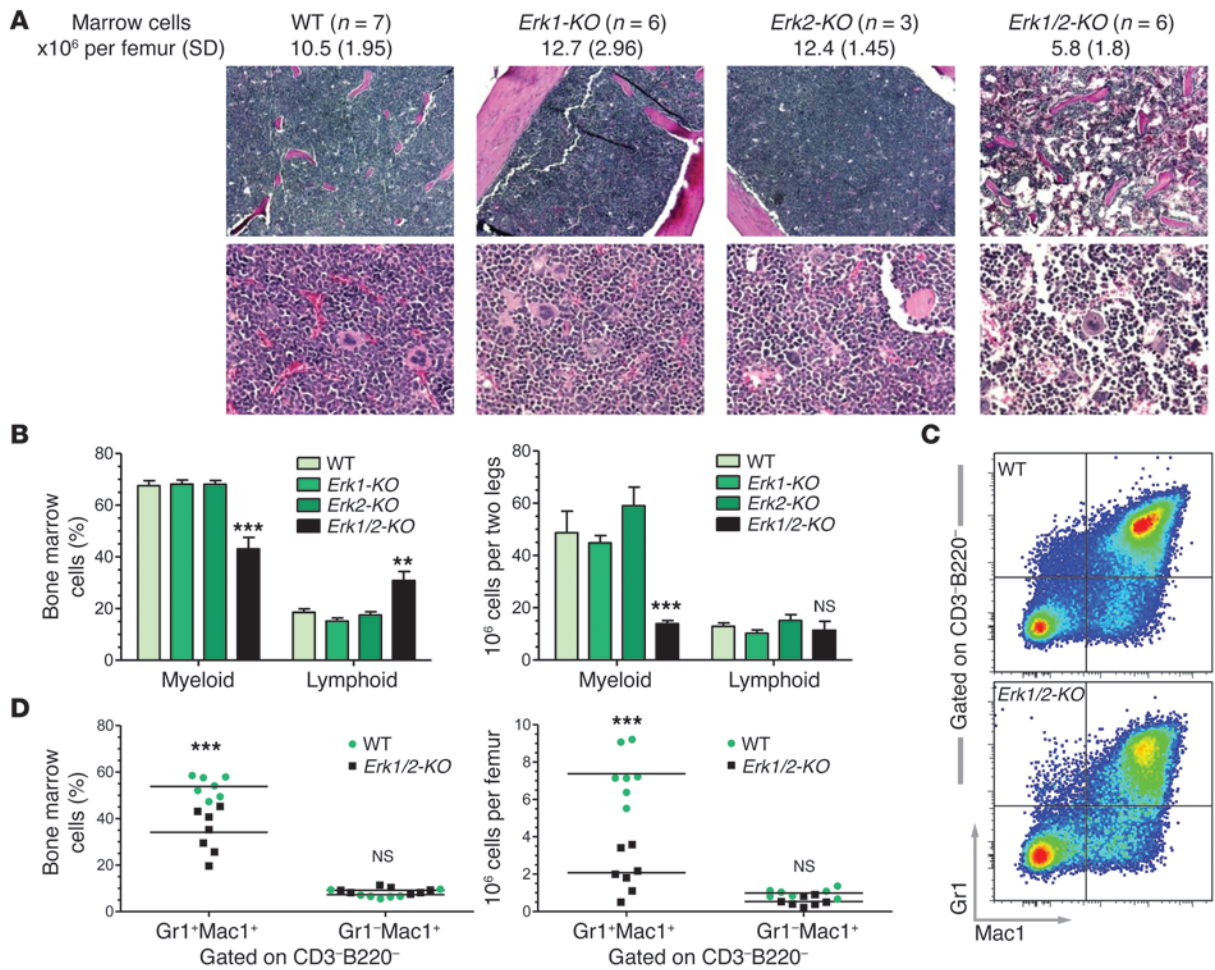 A
Marrow cells
x10⁶ per femur (SD)
WT (n = 7)
10.5 (1.95)
Erk1-KO (n = 6)
12.7 (2.96)
Erk2-KO (n = 3)
12.4 (1.45)
Erk1/2-KO (n = 6)
5.8 (1.8)
B
Bone marrow
cells (%)
80
60
40
20
0
WT
Erk1-KO
Erk2-KO
Erk1/2-KO
***
**
Myeloid
Lymphoid
10⁶ cells per two legs
80
60
40
20
0
WT
Erk1-KO
Erk2-KO
Erk1/2-KO
***
NS
Myeloid
Lymphoid
C
WT
Erk1/2-KO
Gated on CD3⁻B220⁻
Gr1
Mac1
D
Bone marrow
cells (%)
80
60
40
20
0
***
NS
WT
Erk1/2-KO
Gr1⁺Mac1⁺
Gr1⁻Mac1⁺
Gated on CD3⁻B220⁻
10⁶ cells per femur
10
8
6
4
2
0
***
NS
WT
Erk1/2-KO
Gr1⁺Mac1⁺
Gr1⁻Mac1⁺
Gated on CD3⁻B220⁻